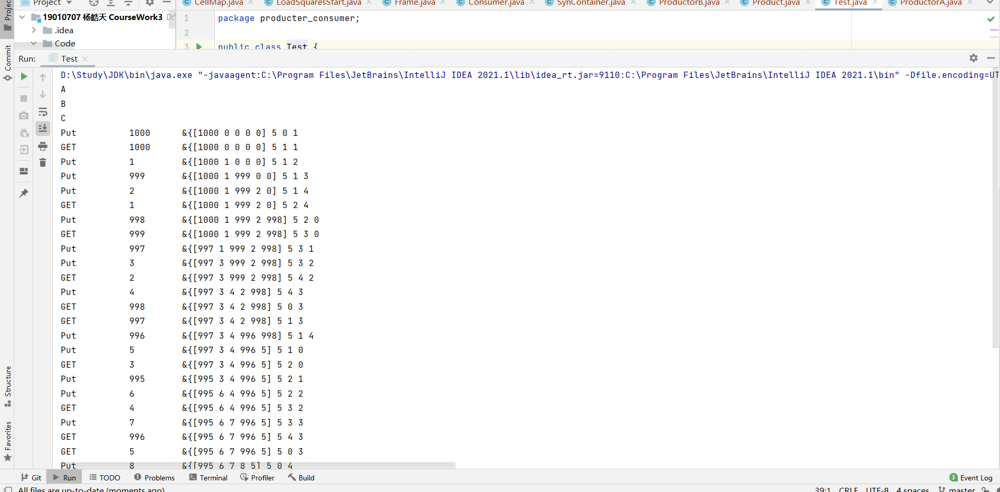 Project
CellMap.java LoadSquaresStart.java Frame.java Consumer.java SynContainer.java ProductorB.java Product.java Test.java ProductorA.java
19010707 杨皓天 CourseWork3
.idea
Code
1 package producter_consumer;
2
3 public class Test {
Commit
Run: Test
D:\Study\JDK\bin\java.exe "-javaagent:C:\Program Files\JetBrains\IntelliJ IDEA 2021.1\lib\idea_rt.jar=9110:C:\Program Files\JetBrains\IntelliJ IDEA 2021.1\bin" -Dfile.encoding=UT
A
B
C
Put 1000 &{[1000 0 0 0 0] 5 0 1
GET 1000 &{[1000 0 0 0 0] 5 1 1
Put 1 &{[1000 1 0 0 0] 5 1 2
Put 999 &{[1000 1 999 0 0] 5 1 3
Put 2 &{[1000 1 999 2 0] 5 1 4
GET 1 &{[1000 1 999 2 0] 5 2 4
Put 998 &{[1000 1 999 2 998] 5 2 0
GET 999 &{[1000 1 999 2 998] 5 3 0
Put 997 &{[997 1 999 2 998] 5 3 1
Put 3 &{[997 3 999 2 998] 5 3 2
GET 2 &{[997 3 999 2 998] 5 4 2
Put 4 &{[997 3 4 2 998] 5 4 3
GET 998 &{[997 3 4 2 998] 5 0 3
GET 997 &{[997 3 4 2 998] 5 1 3
Put 996 &{[997 3 4 996 998] 5 1 4
Put 5 &{[997 3 4 996 5] 5 1 0
GET 3 &{[997 3 4 996 5] 5 2 0
Put 995 &{[995 3 4 996 5] 5 2 1
Put 6 &{[995 6 4 996 5] 5 2 2
GET 4 &{[995 6 4 996 5] 5 3 2
Put 7 &{[995 6 7 996 5] 5 3 3
GET 996 &{[995 6 7 996 5] 5 4 3
GET 5 &{[995 6 7 996 5] 5 0 3
Put 8 &{[995 6 7 8 5] 5 0 4
Structure
Favorites
Git Run TODO Problems Terminal Profiler Build 3 Event Log
All files are up-to-date (moments ago) 39:1 CRLF UTF-8 4 spaces master